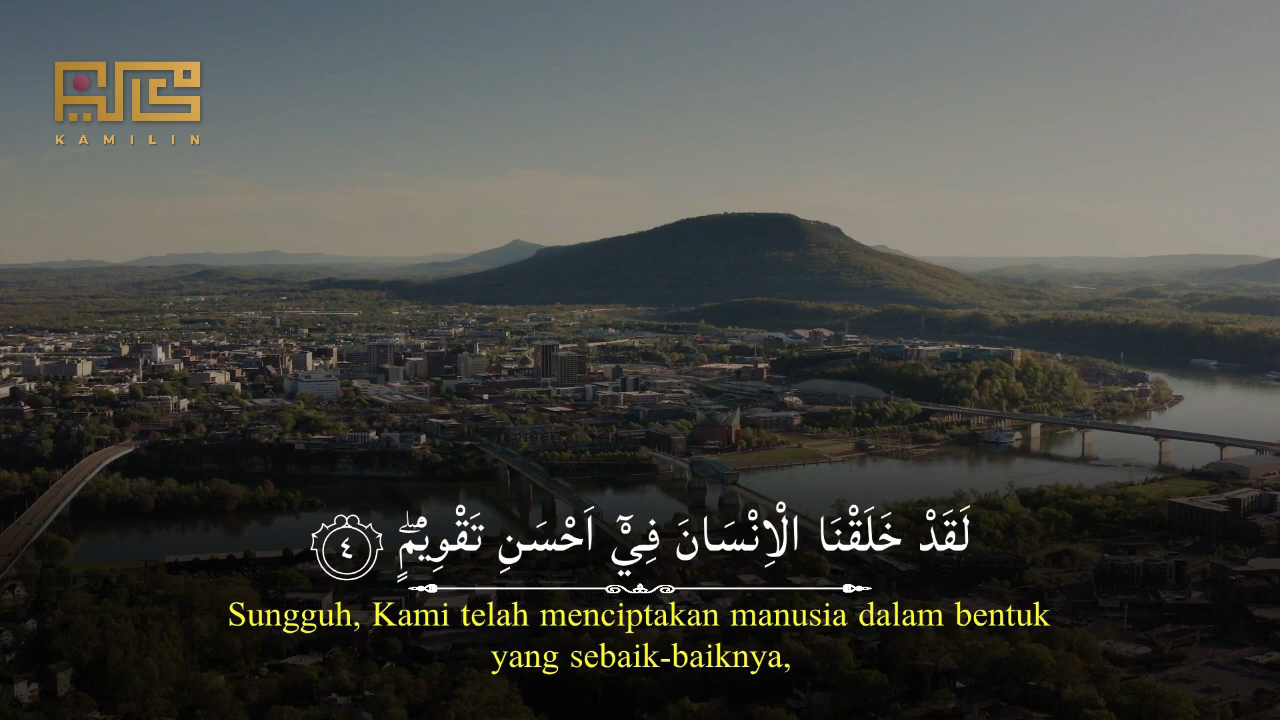 KAMILIN
لَقَدْ خَلَقْنَا الْاِنْسَانَ فِيْٓ اَحْسَنِ تَقْوِيْمٍۖ ٤
Sungguh, Kami telah menciptakan manusia dalam bentuk
yang sebaik-baiknya,